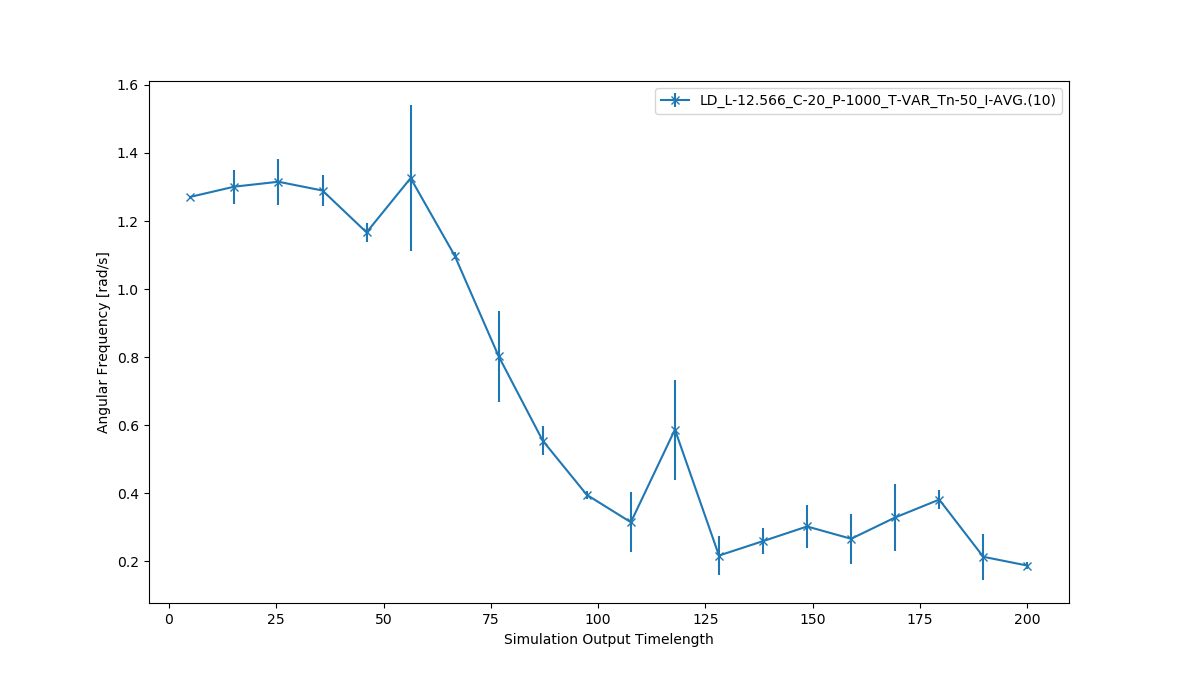 LD_L-12.566_C-20_P-1000_T-VAR_Tn-50_I-AVG.(10)
Angular Frequency [rad/s]
1.6
1.4
1.2
1.0
0.8
0.6
0.4
0.2
0 25 50 75 100 125 150 175 200
Simulation Output Timelength